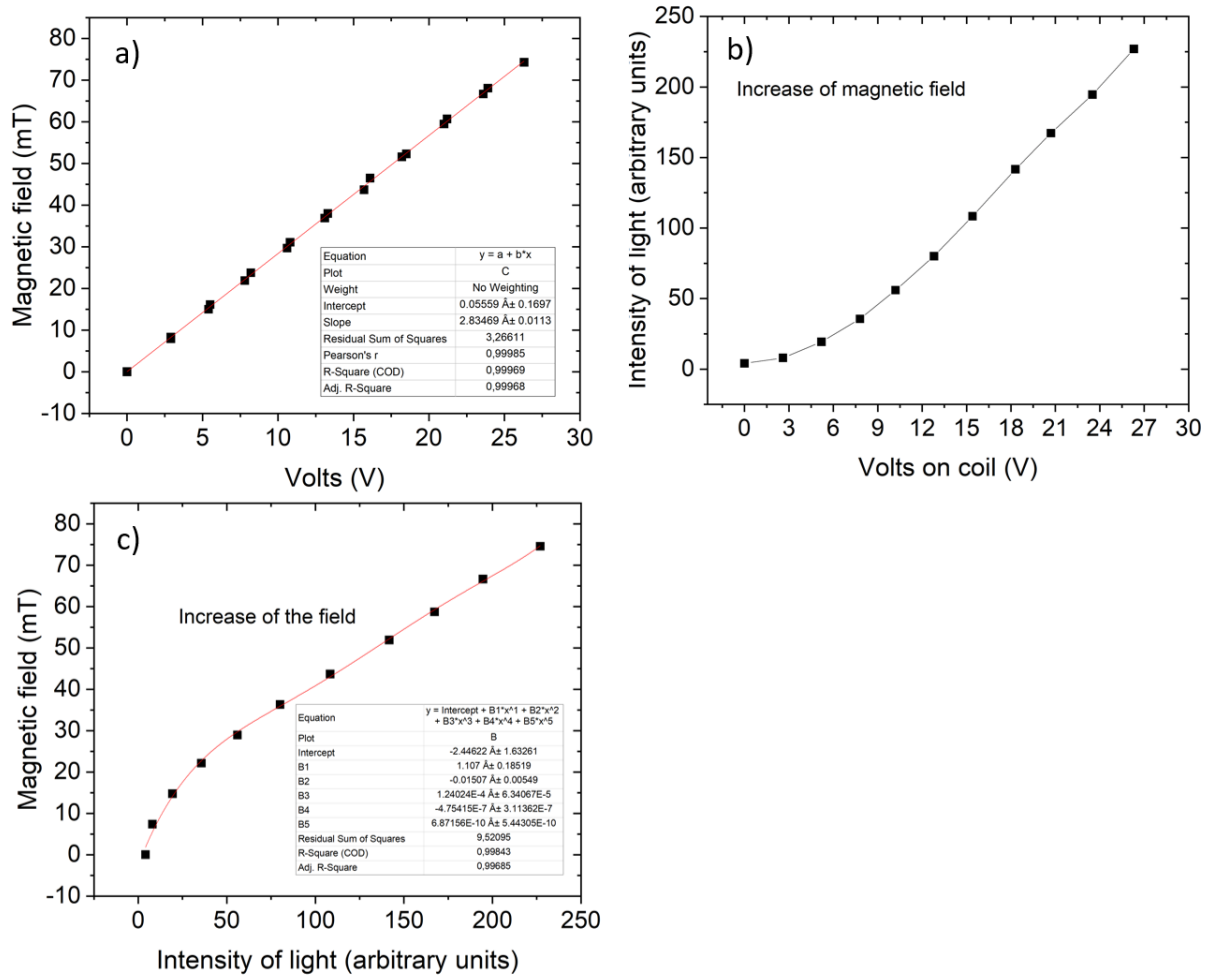 a)
Magnetic field (mT)
80
70
60
50
40
30
20
10
0
-10
Equation y = a + b*x
Plot C
Weight No Weighting
Intercept 0.05559 Â± 0.1697
Slope 2.83469 Â± 0.0113
Residual Sum of Squares 3,26611
Pearson's r 0,99985
R-Square (COD) 0,99969
Adj. R-Square 0,99968
0 5 10 15 20 25 30
Volts (V)
b)
Increase of magnetic field
Intensity of light (arbitrary units)
250
200
150
100
50
0
0 3 6 9 12 15 18 21 24 27 30
Volts on coil (V)
c)
Increase of the field
Magnetic field (mT)
80
70
60
50
40
30
20
10
0
-10
Equation y = Intercept + B1*x^1 + B2*x^2
+ B3*x^3 + B4*x^4 + B5*x^5
Plot B
Intercept -2.44622 Â± 1.63261
B1 1.107 Â± 0.18519
B2 -0.01507 Â± 0.00549
B3 1.24024E-4 Â± 6.34067E-5
B4 -4.75415E-7 Â± 3.11362E-7
B5 6.87156E-10 Â± 5.44305E-10
Residual Sum of Squares 9,52095
R-Square (COD) 0,99843
Adj. R-Square 0,99685
0 50 100 150 200 250
Intensity of light (arbitrary units)